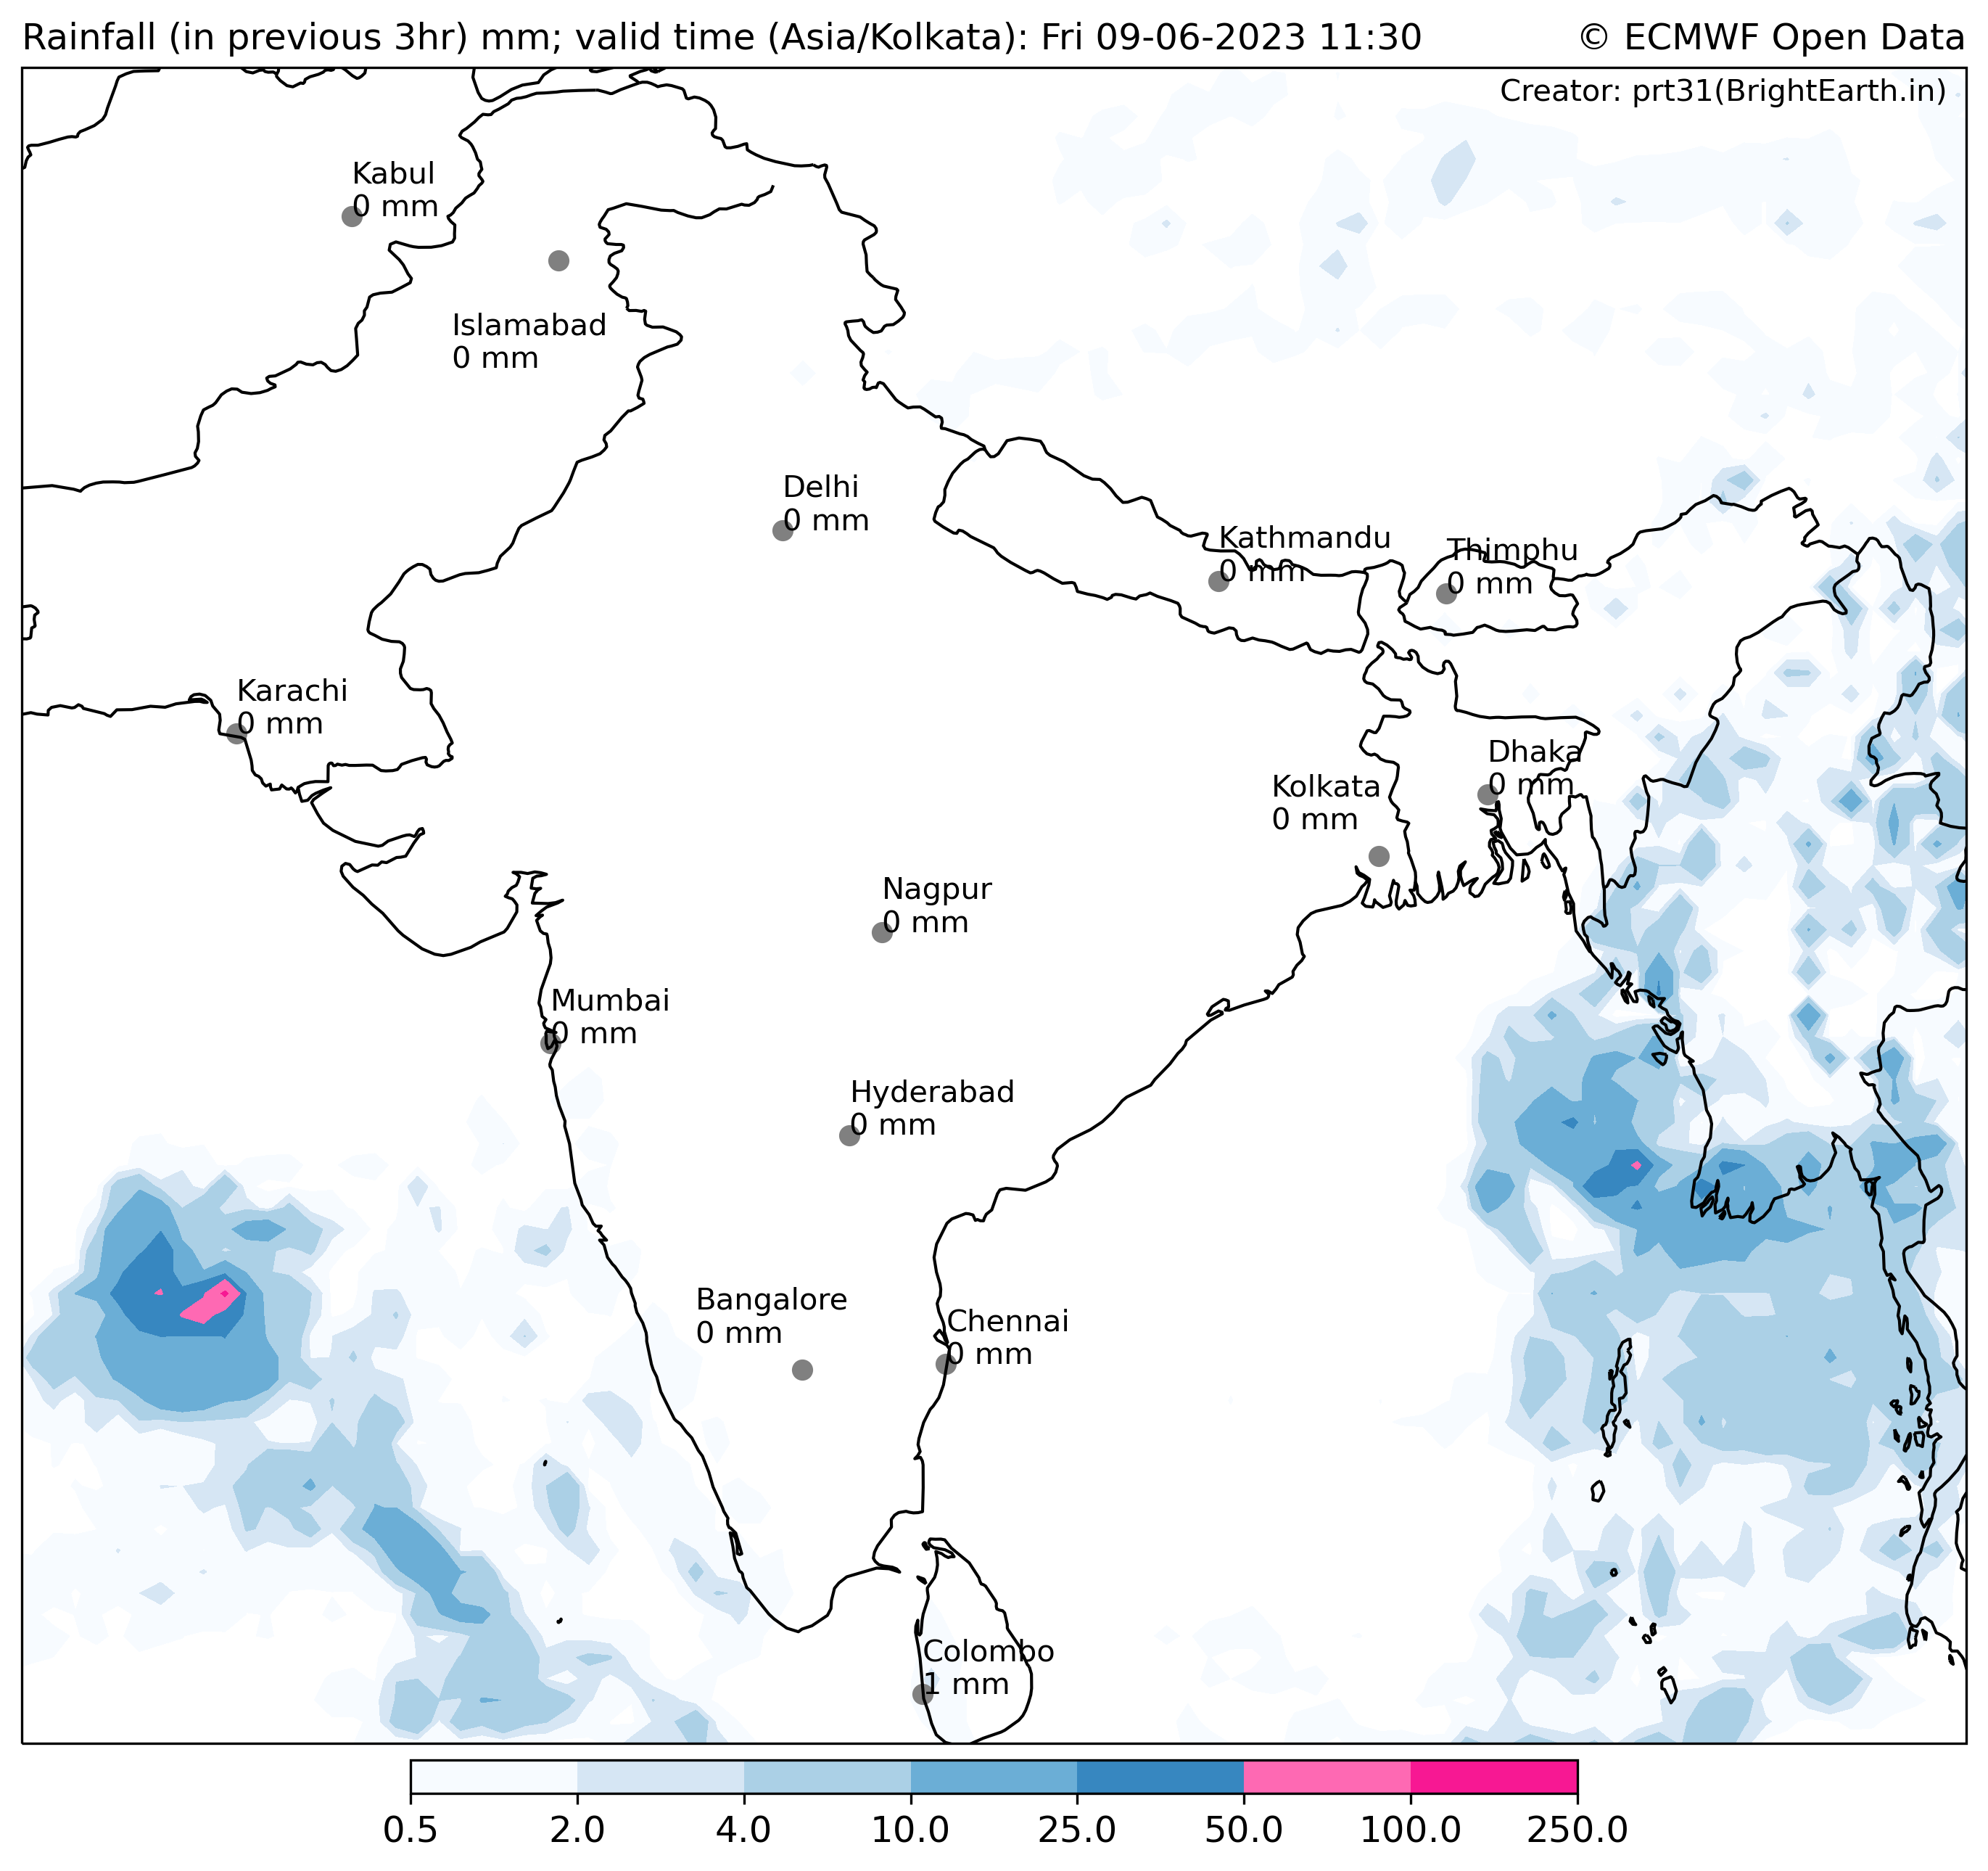 Rainfall (in previous 3hr) mm; valid time (Asia/Kolkata): Fri 09-06-2023 11:30
© ECMWF Open Data
Creator: prt31(BrightEarth.in)
Kabul
0 mm
Islamabad
0 mm
Delhi
0 mm
Kathmandu
0 mm
Thimphu
0 mm
Karachi
0 mm
Dhaka
0 mm
Kolkata
0 mm
Nagpur
0 mm
Mumbai
0 mm
Hyderabad
0 mm
Bangalore
0 mm
Chennai
0 mm
Colombo
1 mm
0.5 2.0 4.0 10.0 25.0 50.0 100.0 250.0